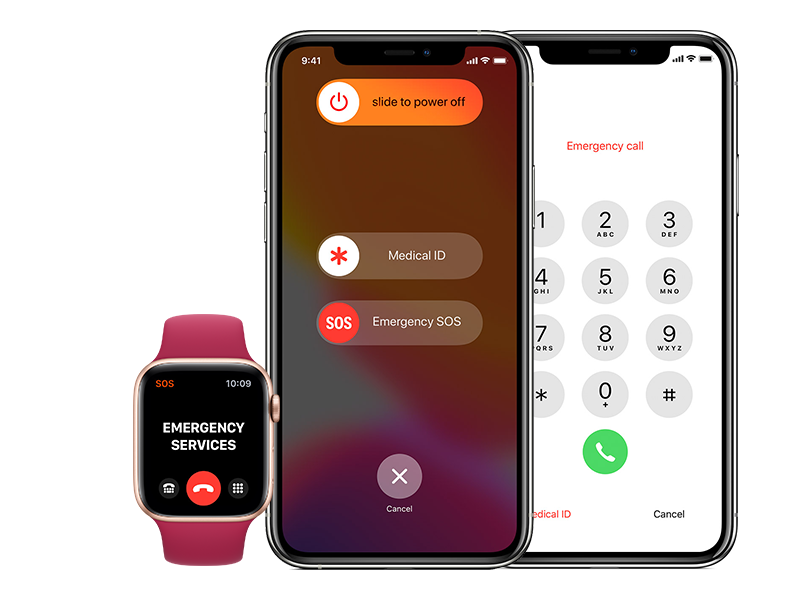 SOS 10:09
EMERGENCY
SERVICES
9:41
slide to power off
Medical ID
SOS Emergency SOS
Cancel
Emergency call
1
2 ABC
3 DEF
4 GHI
5 JKL
6 MNO
7 PQRS
8 TUV
9 WXYZ
*
0 +
#
edical ID
Cancel